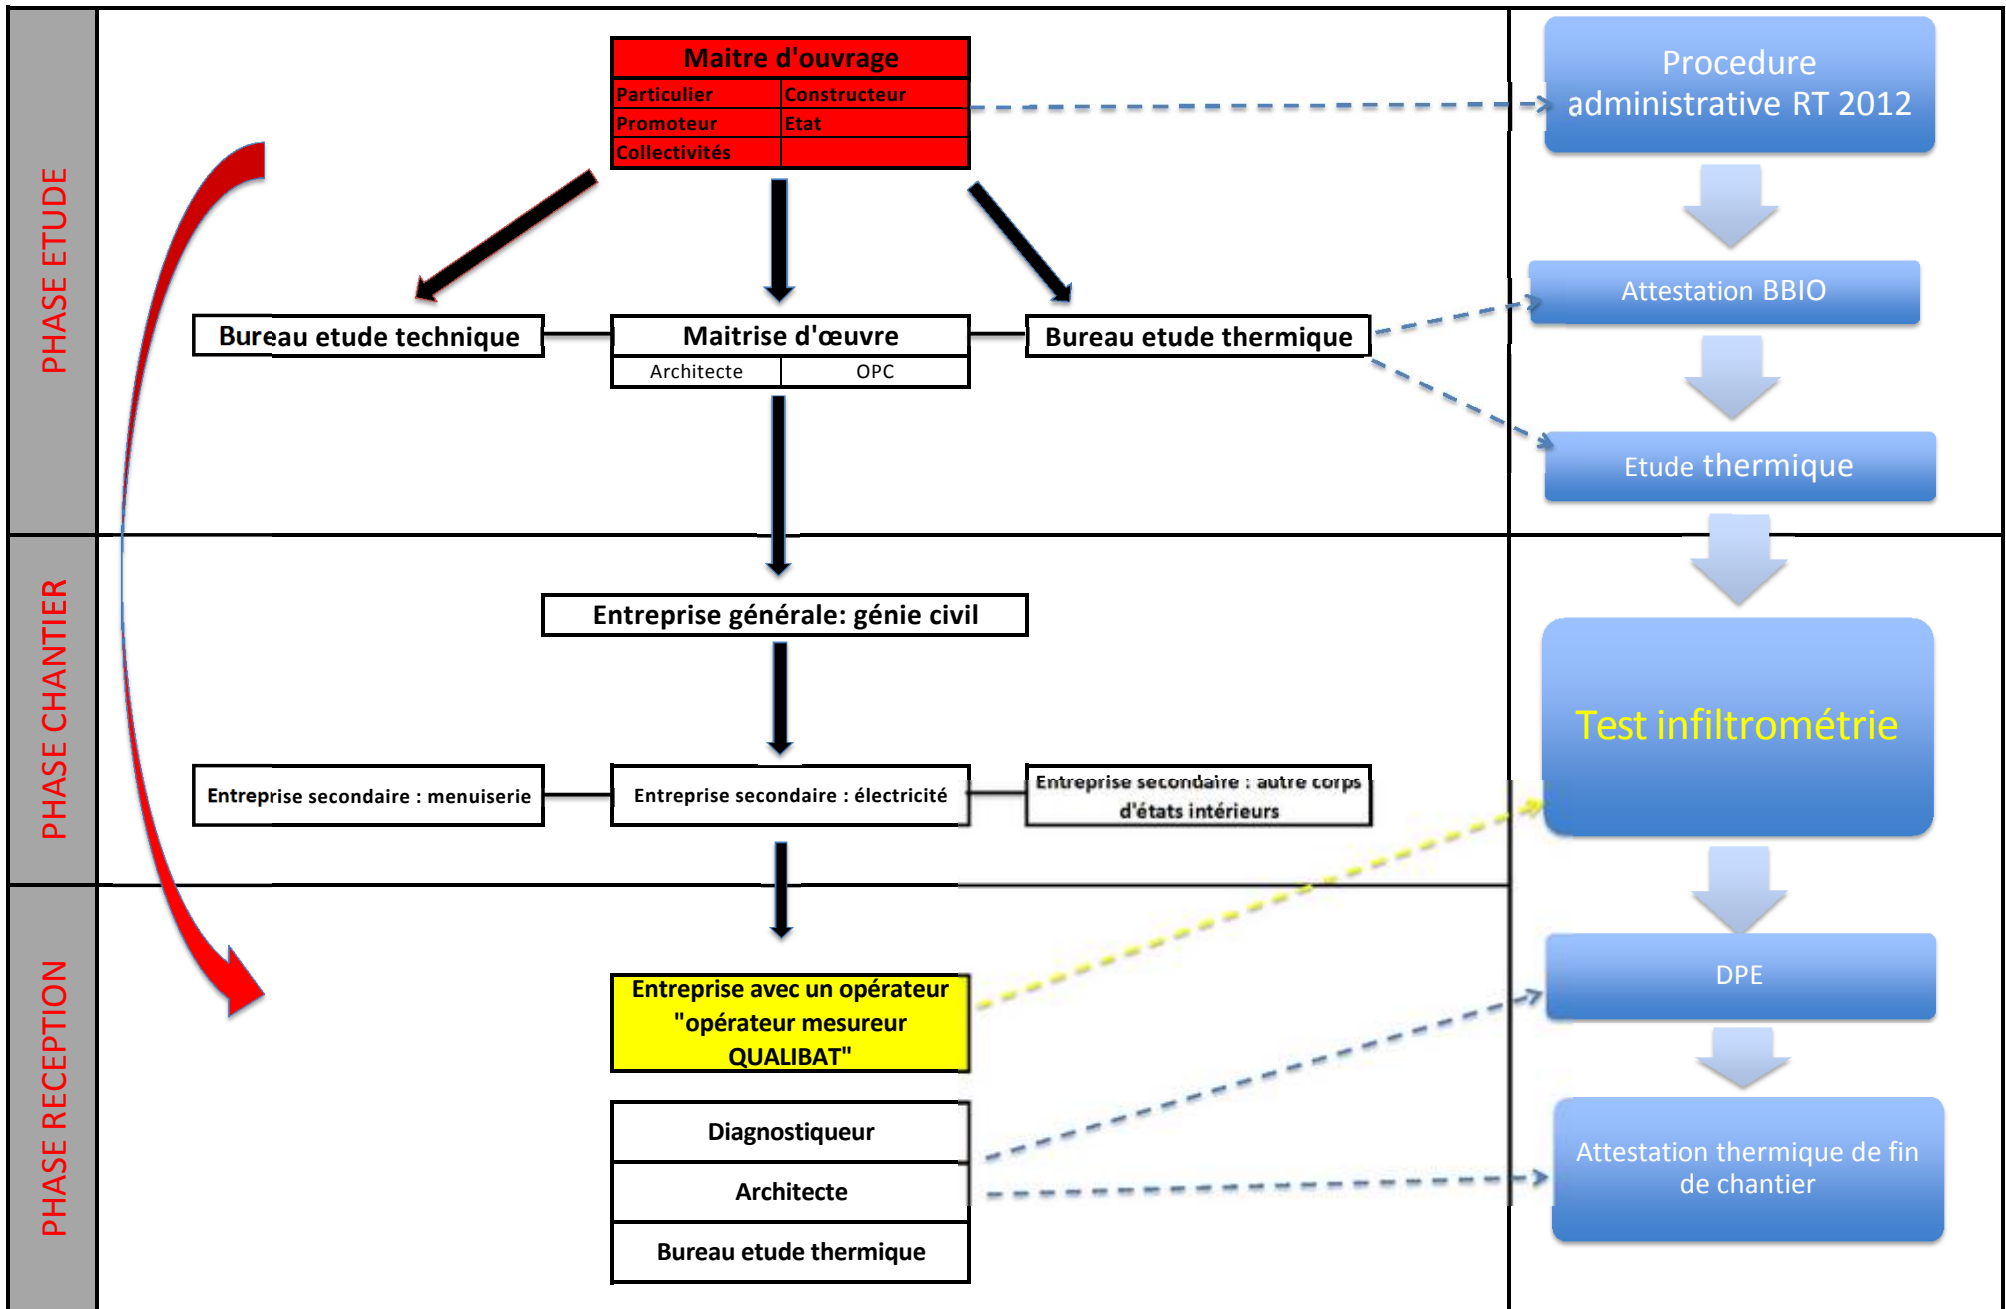 PHASE ETUDE
Maitre d'ouvrage
Particulier
Constructeur
Promoteur
Etat
Collectivités
Procedure
administrative RT 2012
Attestation BBIO
Bureau etude technique
Maitrise d'œuvre
Architecte
OPC
Bureau etude thermique
Etude thermique
PHASE CHANTIER
Entreprise générale: génie civil
Test infiltrométrie
Entreprise secondaire : menuiserie
Entreprise secondaire : électricité
Entreprise secondaire : autre corps
d'états intérieurs
PHASE RECEPTION
Entreprise avec un opérateur
"opérateur mesureur
QUALIBAT"
DPE
Diagnostiqueur
Architecte
Bureau etude thermique
Attestation thermique de fin
de chantier